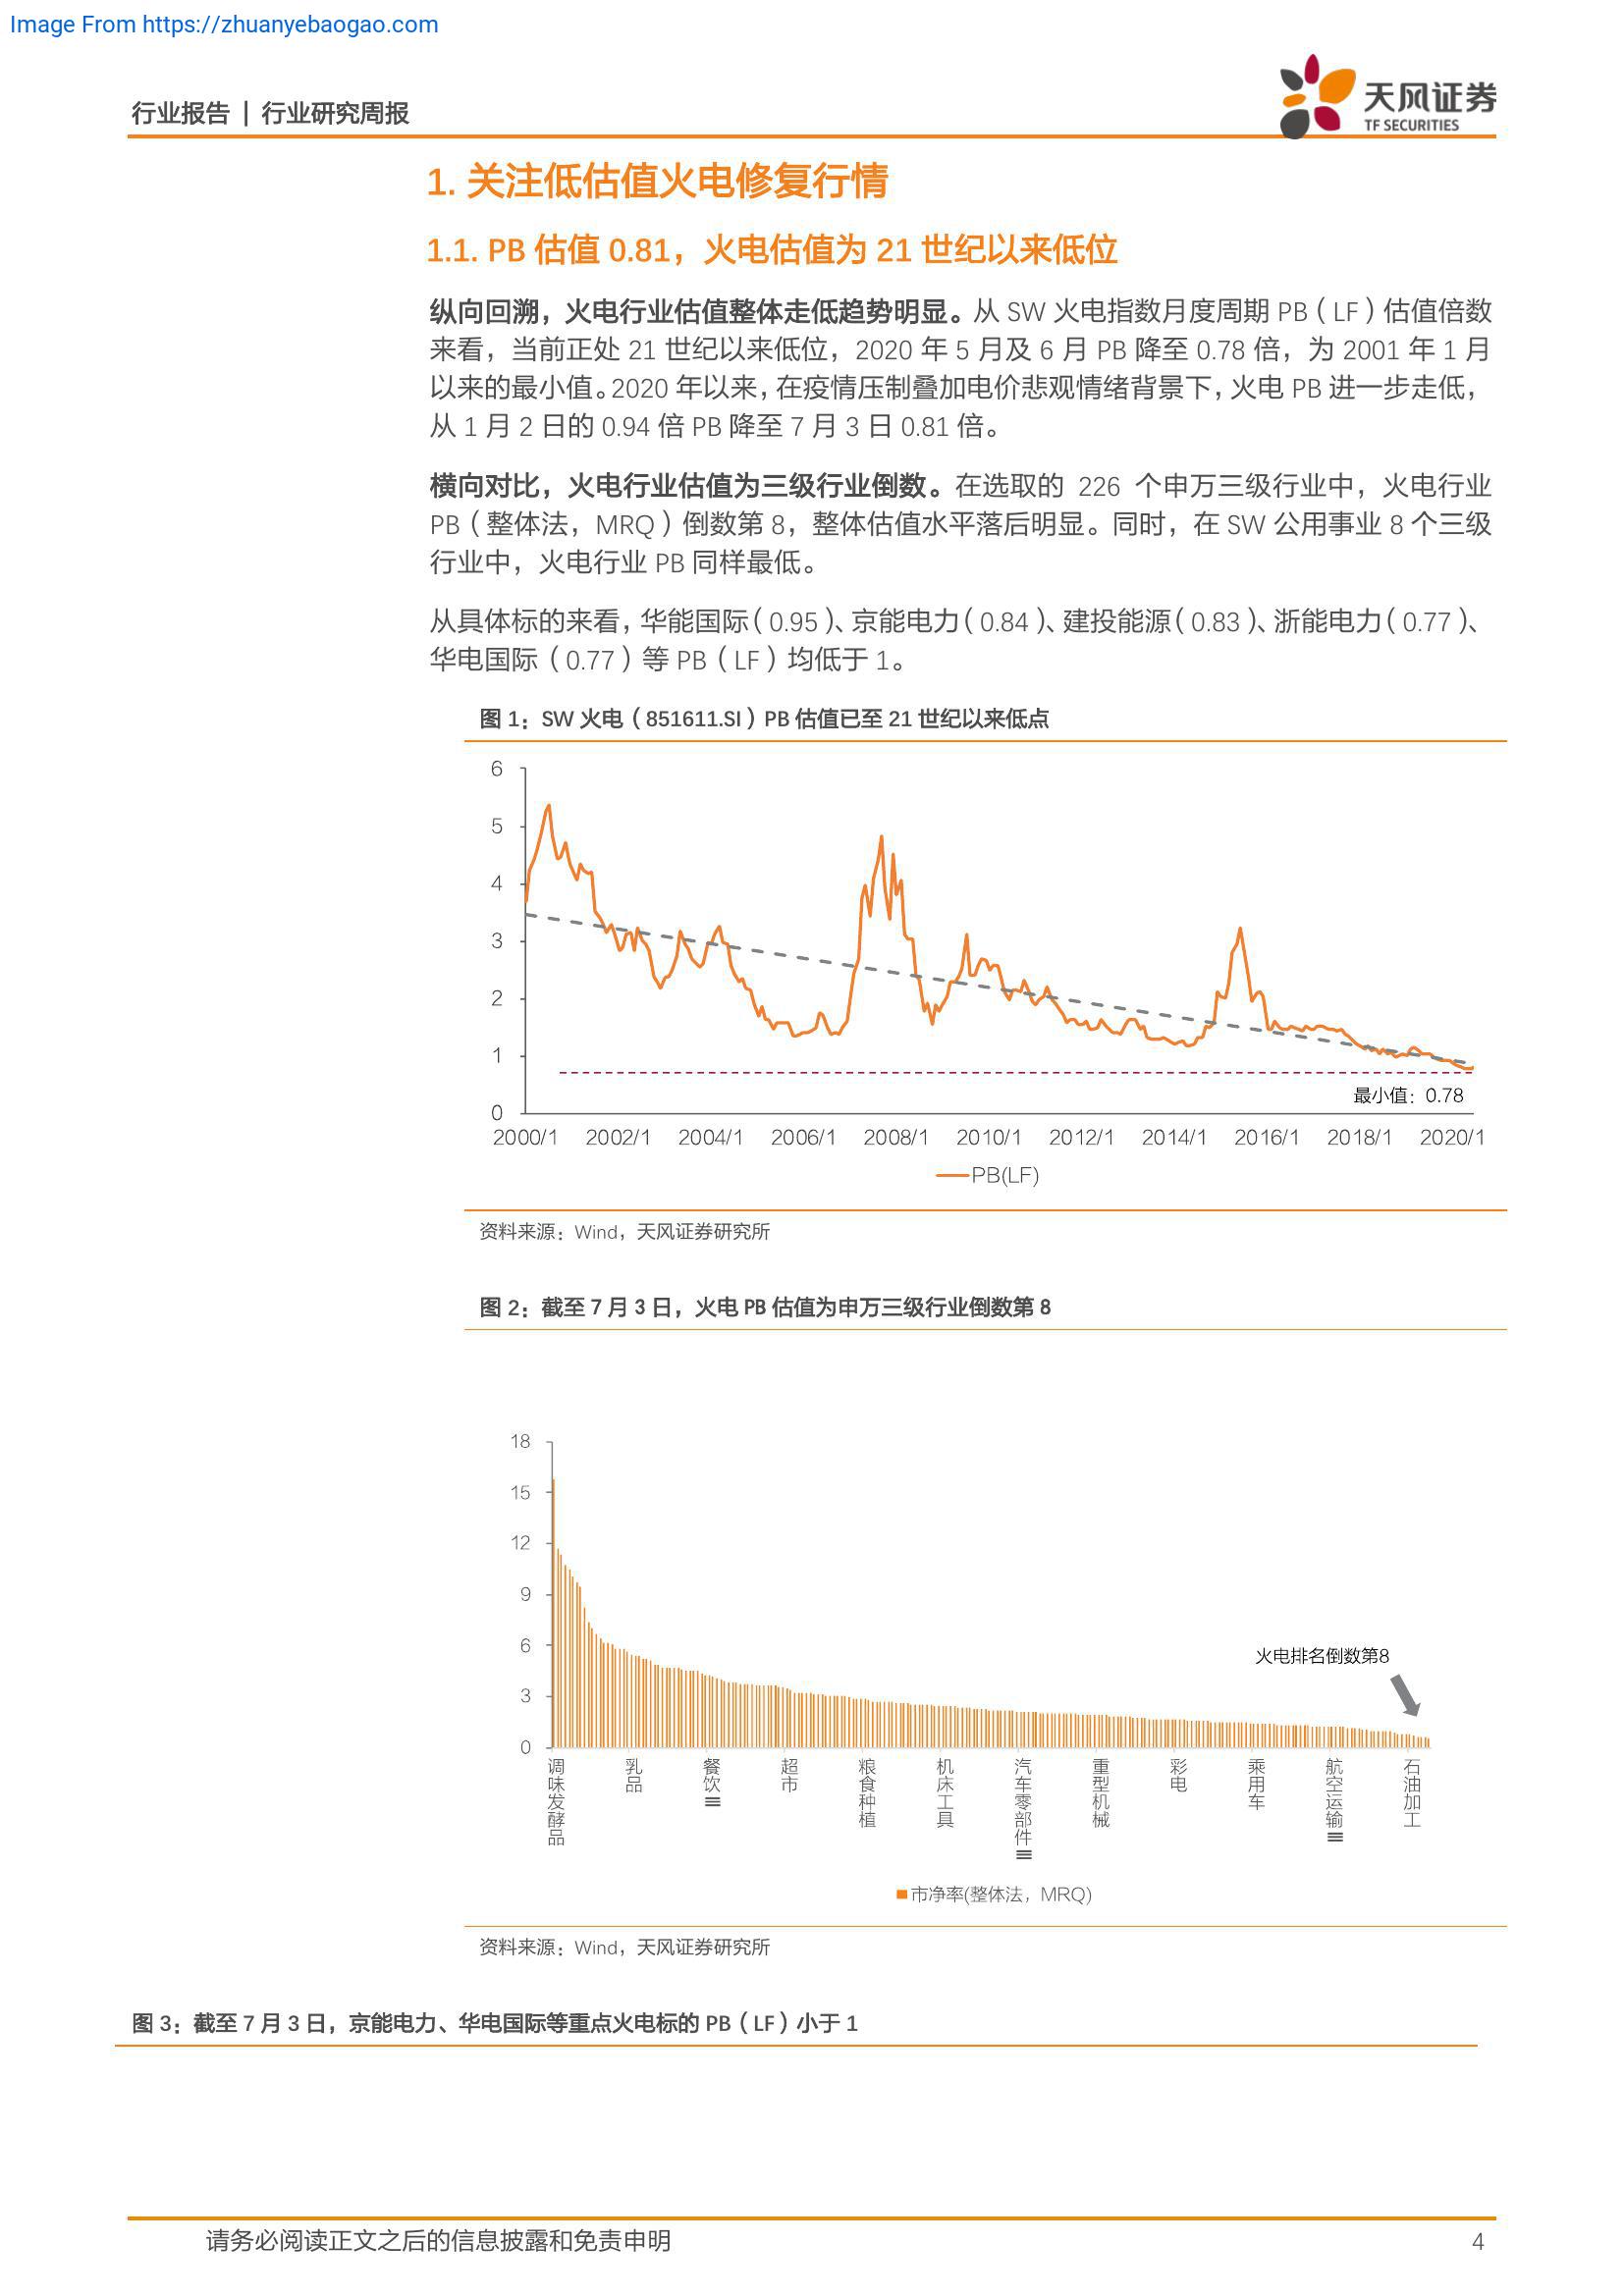 Image From https://zhuanyebaogao.com
行业报告 | 行业研究周报
天风证券
TF SECURITIES
1. 关注低估值火电修复行情
1.1. PB 估值 0.81，火电估值为 21 世纪以来低位
纵向回溯，火电行业估值整体走低趋势明显。从 SW 火电指数月度周期 PB（LF）估值倍数
来看，当前正处 21 世纪以来低位，2020 年 5 月及 6 月 PB 降至 0.78 倍，为 2001 年 1 月
以来的最小值。2020 年以来，在疫情压制叠加电价悲观情绪背景下，火电 PB 进一步走低，
从 1 月 2 日的 0.94 倍 PB 降至 7 月 3 日 0.81 倍。
横向对比，火电行业估值为三级行业倒数。在选取的 226 个申万三级行业中，火电行业
PB（整体法，MRQ）倒数第 8，整体估值水平落后明显。同时，在 SW 公用事业 8 个三级
行业中，火电行业 PB 同样最低。
从具体标的来看，华能国际（0.95）、京能电力（0.84）、建投能源（0.83）、浙能电力（0.77）、
华电国际（0.77）等 PB（LF）均低于 1。
图 1：SW 火电（851611.SI）PB 估值已至 21 世纪以来低点
6
5
4
3
2
1
0
最小值：0.78
2000/1 2002/1 2004/1 2006/1 2008/1 2010/1 2012/1 2014/1 2016/1 2018/1 2020/1
PB(LF)
资料来源：Wind，天风证券研究所
图 2：截至 7 月 3 日，火电 PB 估值为申万三级行业倒数第 8
18
15
12
9
6
3
0
火电排名倒数第8
调味发酵品
乳品
餐饮Ⅲ
超市
粮食种植
机床工具
汽车零部件Ⅲ
重型机械
彩电
乘用车
航空运输Ⅲ
石油加工
市净率(整体法，MRQ)
资料来源：Wind，天风证券研究所
图 3：截至 7 月 3 日，京能电力、华电国际等重点火电标的 PB（LF）小于 1
请务必阅读正文之后的信息披露和免责申明
4